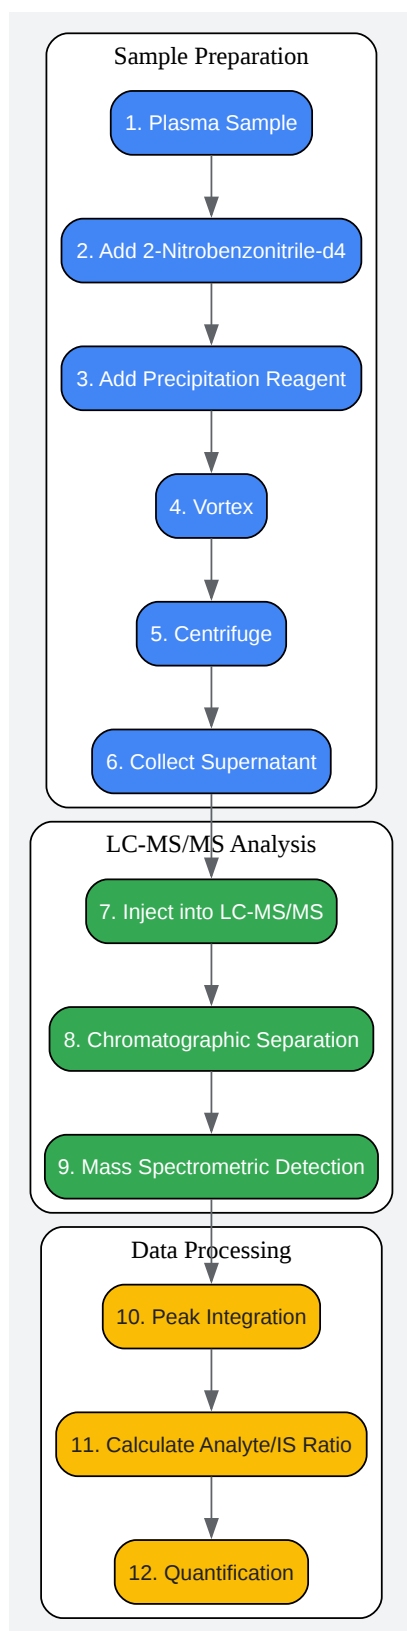 Sample Preparation
1. Plasma Sample
2. Add 2-Nitrobenzonitrile-d4
3. Add Precipitation Reagent
4. Vortex
5. Centrifuge
6. Collect Supernatant
LC-MS/MS Analysis
7. Inject into LC-MS/MS
8. Chromatographic Separation
9. Mass Spectrometric Detection
Data Processing
10. Peak Integration
11. Calculate Analyte/IS Ratio
12. Quantification